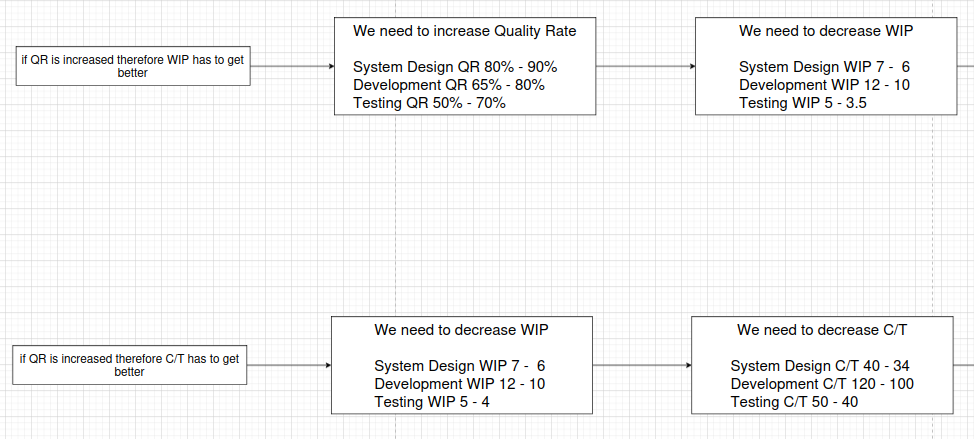 if QR is increased therefore WIP has to get
better
We need to increase Quality Rate
System Design QR 80% - 90%
Development QR 65% - 80%
Testing QR 50% - 70%
We need to decrease WIP
System Design WIP 7 -  6
Development WIP 12 - 10
Testing WIP 5 - 3.5
if QR is increased therefore C/T has to get
better
We need to decrease WIP
System Design WIP 7 -  6
Development WIP 12 - 10
Testing WIP 5 - 4
We need to decrease C/T
System Design C/T 40 - 34
Development C/T 120 - 100
Testing C/T 50 - 40